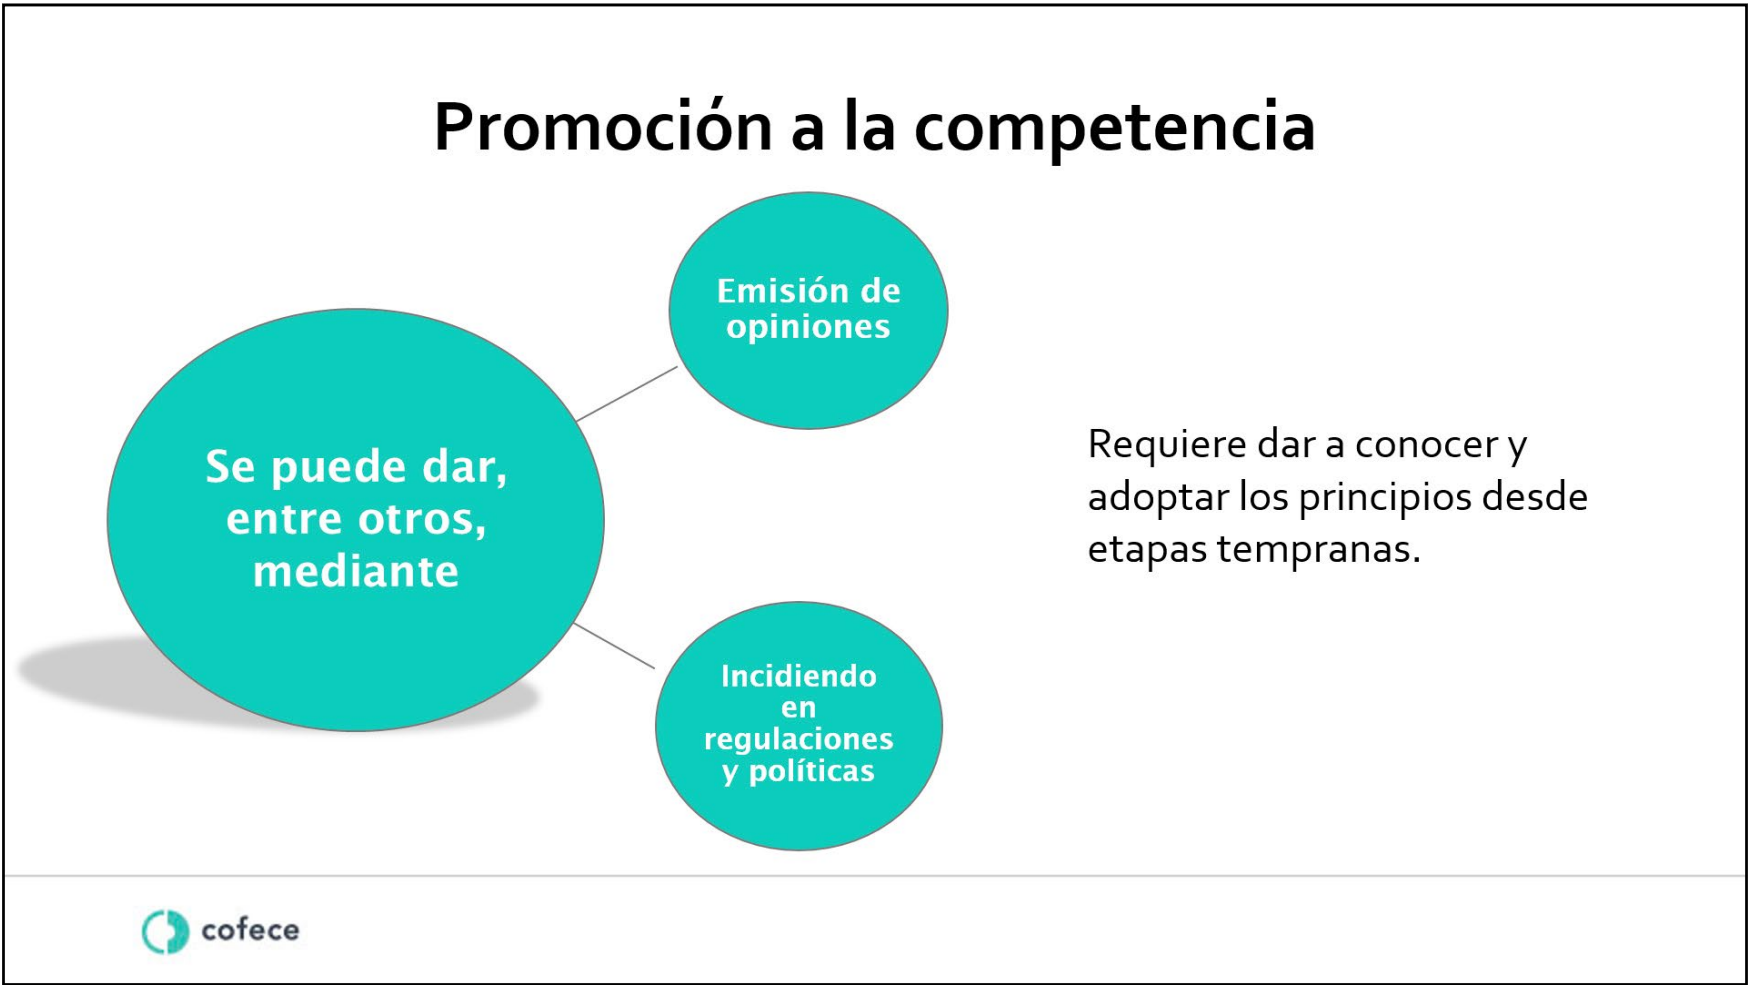 Promoción a la competencia
Emisión de
opiniones
Se puede dar,
entre otros,
mediante
Requiere dar a conocer y
adoptar los principios desde
etapas tempranas.
Incidiendo
en
regulaciones
y políticas
cofece